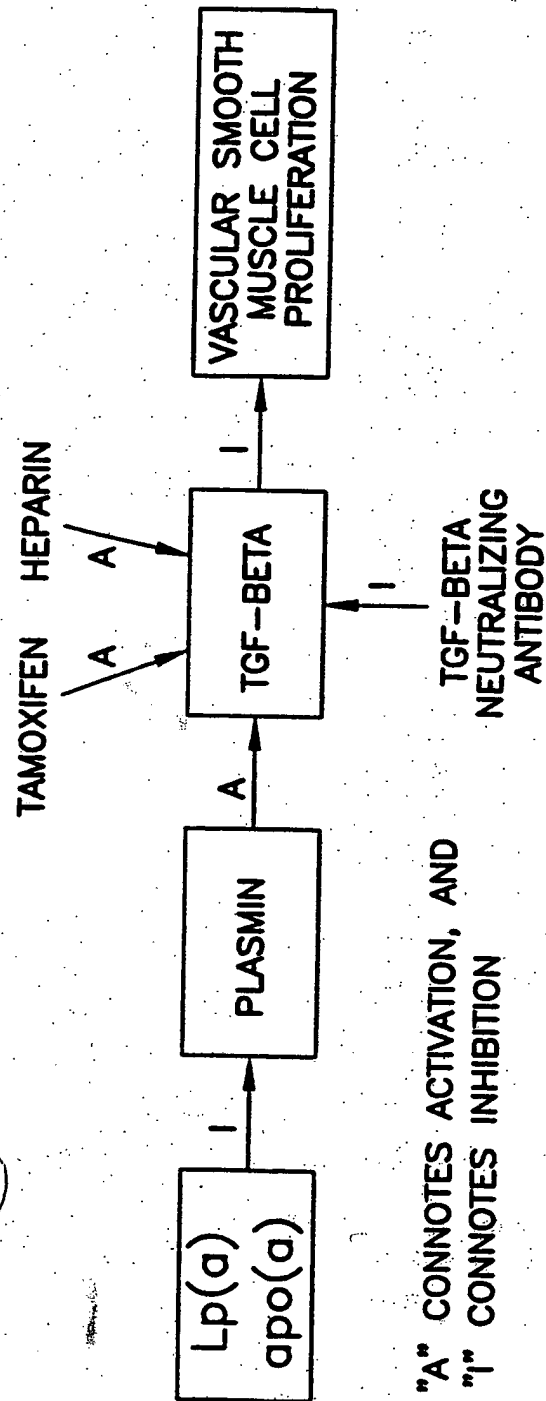 TAMOXIFEN HEPARIN
A A
Lp(a)
apo(a)
I
PLASMIN
A
TGF-BETA
I
VASCULAR SMOOTH
MUSCLE CELL
PROLIFERATION
I
TGF-BETA
NEUTRALIZING
ANTIBODY
"A" CONNOTES ACTIVATION, AND
"I" CONNOTES INHIBITION